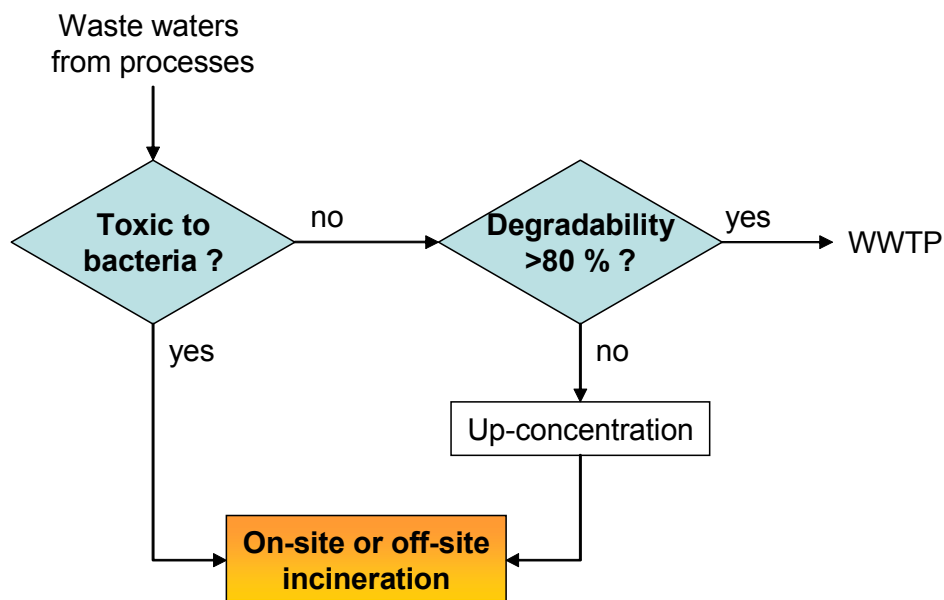 Waste waters
from processes
Toxic to
bacteria ?
no
Degradability
>80 % ?
yes
WWTP
yes
no
Up-concentration
On-site or off-site
incineration